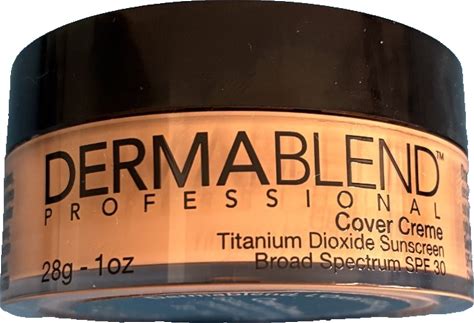 DERMABLEND™
PROFESSIONAL
Cover Creme
Titanium Dioxide Sunscreen
28g - 1oz Broad Spectrum SPF 30